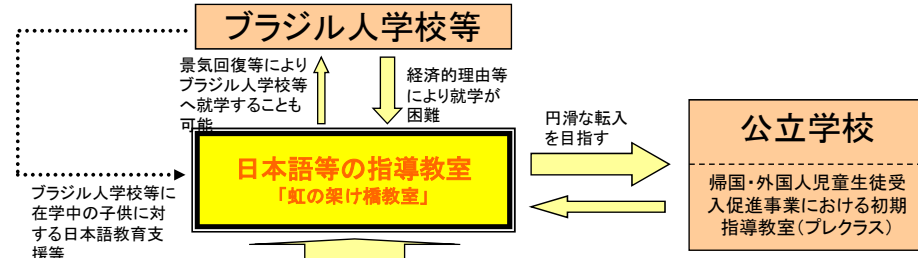 ブラジル人学校等
景気回復等により
ブラジル人学校等
へ就学することも
可能
経済的理由等
により就学が
困難
円滑な転入
を目指す
公立学校
帰国・外国人児童生徒受
入促進事業における初期
指導教室(プレクラス)
日本語等の指導教室
「虹の架け橋教室」
ブラジル人学校等に
在学中の子供に対
する日本語教育支
援等